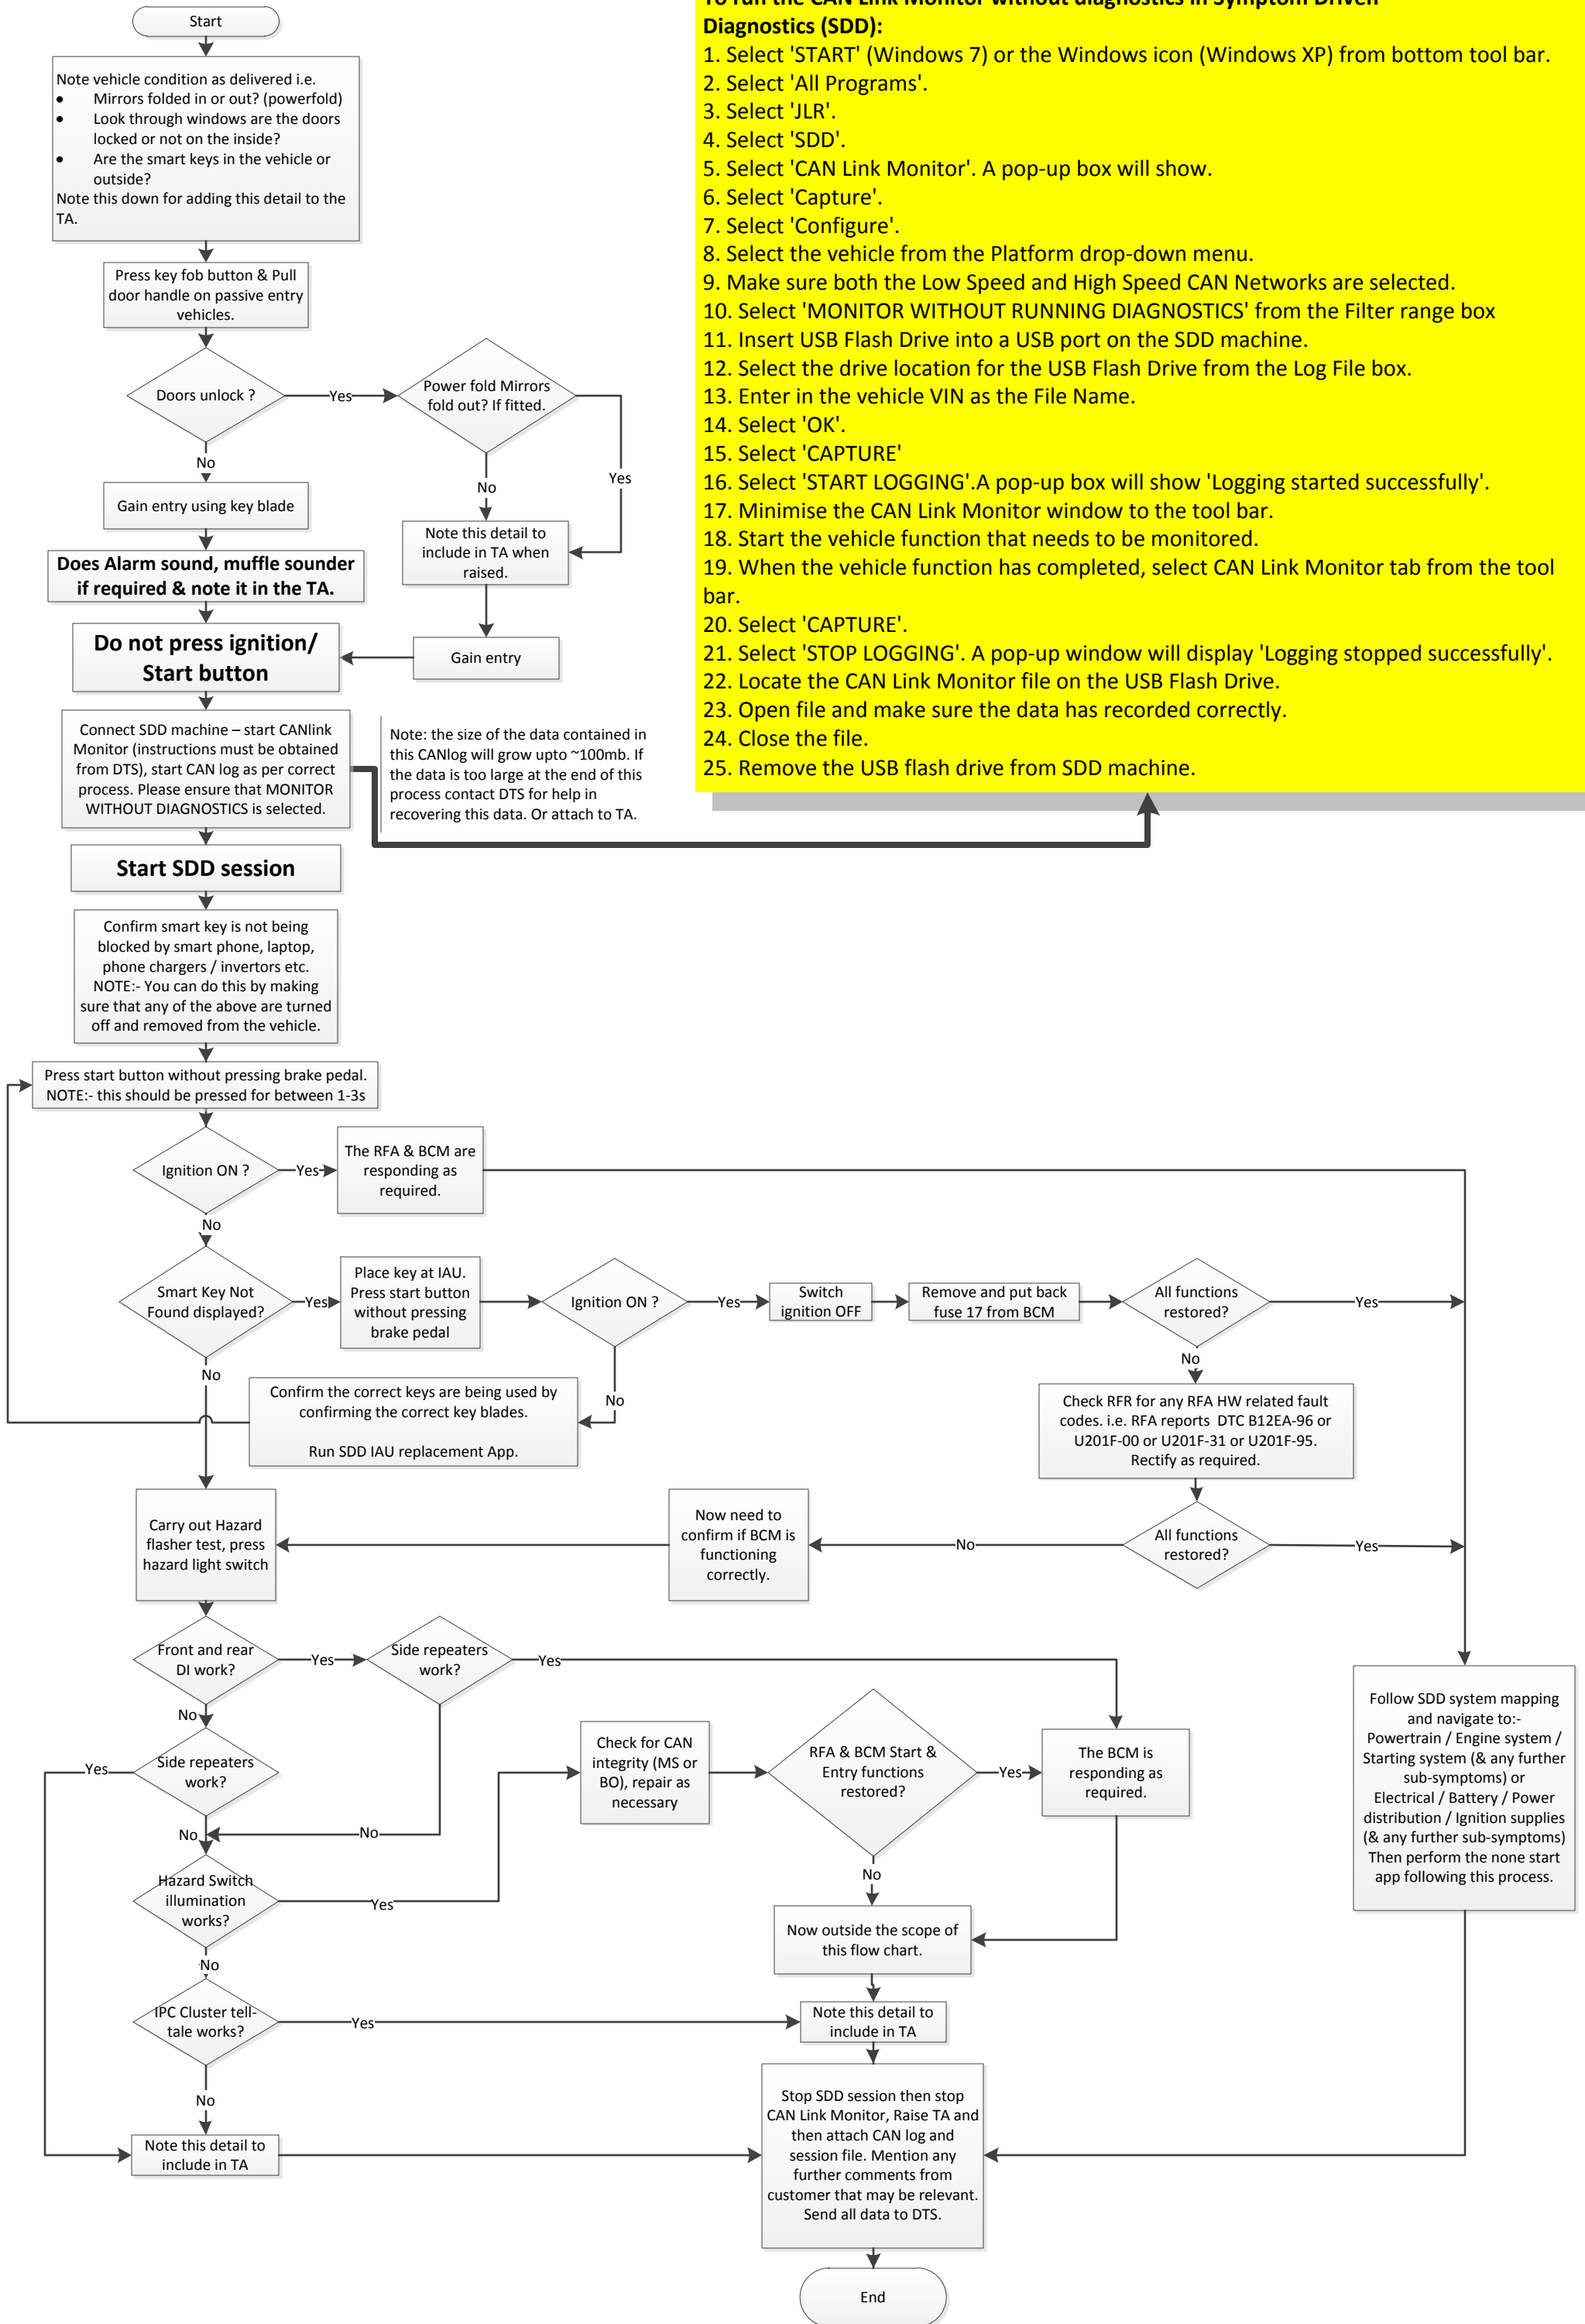 Start
Note vehicle condition as delivered i.e.
• Mirrors folded in or out? (powerfold)
• Look through windows are the doors
locked or not on the inside?
• Are the smart keys in the vehicle or
outside?
Note this down for adding this detail to the
TA.
Press key fob button & Pull
door handle on passive entry
vehicles.
Doors unlock ?
Yes
Power fold Mirrors
fold out? If fitted.
Yes
No
No
Gain entry using key blade
Note this detail to
include in TA when
raised.
Does Alarm sound, muffle sounder
if required & note it in the TA.
Do not press ignition/
Start button
Gain entry
Connect SDD machine – start CANlink
Monitor (instructions must be obtained
from DTS), start CAN log as per correct
process. Please ensure that MONITOR
WITHOUT DIAGNOSTICS is selected.
Note: the size of the data contained in
this CANlog will grow upto ~100mb. If
the data is too large at the end of this
process contact DTS for help in
recovering this data. Or attach to TA.
To run the CAN Link Monitor without diagnostics in Symptom Driven
Diagnostics (SDD):
1. Select 'START' (Windows 7) or the Windows icon (Windows XP) from bottom tool bar.
2. Select 'All Programs'.
3. Select 'JLR'.
4. Select 'SDD'.
5. Select 'CAN Link Monitor'. A pop-up box will show.
6. Select 'Capture'.
7. Select 'Configure'.
8. Select the vehicle from the Platform drop-down menu.
9. Make sure both the Low Speed and High Speed CAN Networks are selected.
10. Select 'MONITOR WITHOUT RUNNING DIAGNOSTICS' from the Filter range box
11. Insert USB Flash Drive into a USB port on the SDD machine.
12. Select the drive location for the USB Flash Drive from the Log File box.
13. Enter in the vehicle VIN as the File Name.
14. Select 'OK'.
15. Select 'CAPTURE'
16. Select 'START LOGGING'.A pop-up box will show 'Logging started successfully'.
17. Minimise the CAN Link Monitor window to the tool bar.
18. Start the vehicle function that needs to be monitored.
19. When the vehicle function has completed, select CAN Link Monitor tab from the tool
bar.
20. Select 'CAPTURE'.
21. Select 'STOP LOGGING'. A pop-up window will display 'Logging stopped successfully'.
22. Locate the CAN Link Monitor file on the USB Flash Drive.
23. Open file and make sure the data has recorded correctly.
24. Close the file.
25. Remove the USB flash drive from SDD machine.
Start SDD session
Confirm smart key is not being
blocked by smart phone, laptop,
phone chargers / invertors etc.
NOTE:- You can do this by making
sure that any of the above are turned
off and removed from the vehicle.
Press start button without pressing brake pedal.
NOTE:- this should be pressed for between 1-3s
Ignition ON ?
Yes
The RFA & BCM are
responding as
required.
No
Smart Key Not
Found displayed?
Yes
Place key at IAU.
Press start button
without pressing
brake pedal
Ignition ON ?
Yes
Switch
ignition OFF
Remove and put back
fuse 17 from BCM
All functions
restored?
Yes
No
No
No
Confirm the correct keys are being used by
confirming the correct key blades.
Run SDD IAU replacement App.
Check RFR for any RFA HW related fault
codes. i.e. RFA reports DTC B12EA-96 or
U201F-00 or U201F-31 or U201F-95.
Rectify as required.
Carry out Hazard
flasher test, press
hazard light switch
Now need to
confirm if BCM is
functioning
correctly.
No
All functions
restored?
Yes
Front and rear
DI work?
Yes
Side repeaters
work?
Yes
No
Side repeaters
work?
Yes
No
No
Check for CAN
integrity (MS or
BO), repair as
necessary
RFA & BCM Start &
Entry functions
restored?
Yes
The BCM is
responding as
required.
Follow SDD system mapping
and navigate to:-
Powertrain / Engine system /
Starting system (& any further
sub-symptoms) or
Electrical / Battery / Power
distribution / Ignition supplies
(& any further sub-symptoms)
Then perform the none start
app following this process.
Hazard Switch
illumination
works?
Yes
No
No
Now outside the scope of
this flow chart.
IPC Cluster tell-
tale works?
Yes
Note this detail to
include in TA
No
Note this detail to
include in TA
Stop SDD session then stop
CAN Link Monitor, Raise TA and
then attach CAN log and
session file. Mention any
further comments from
customer that may be relevant.
Send all data to DTS.
End